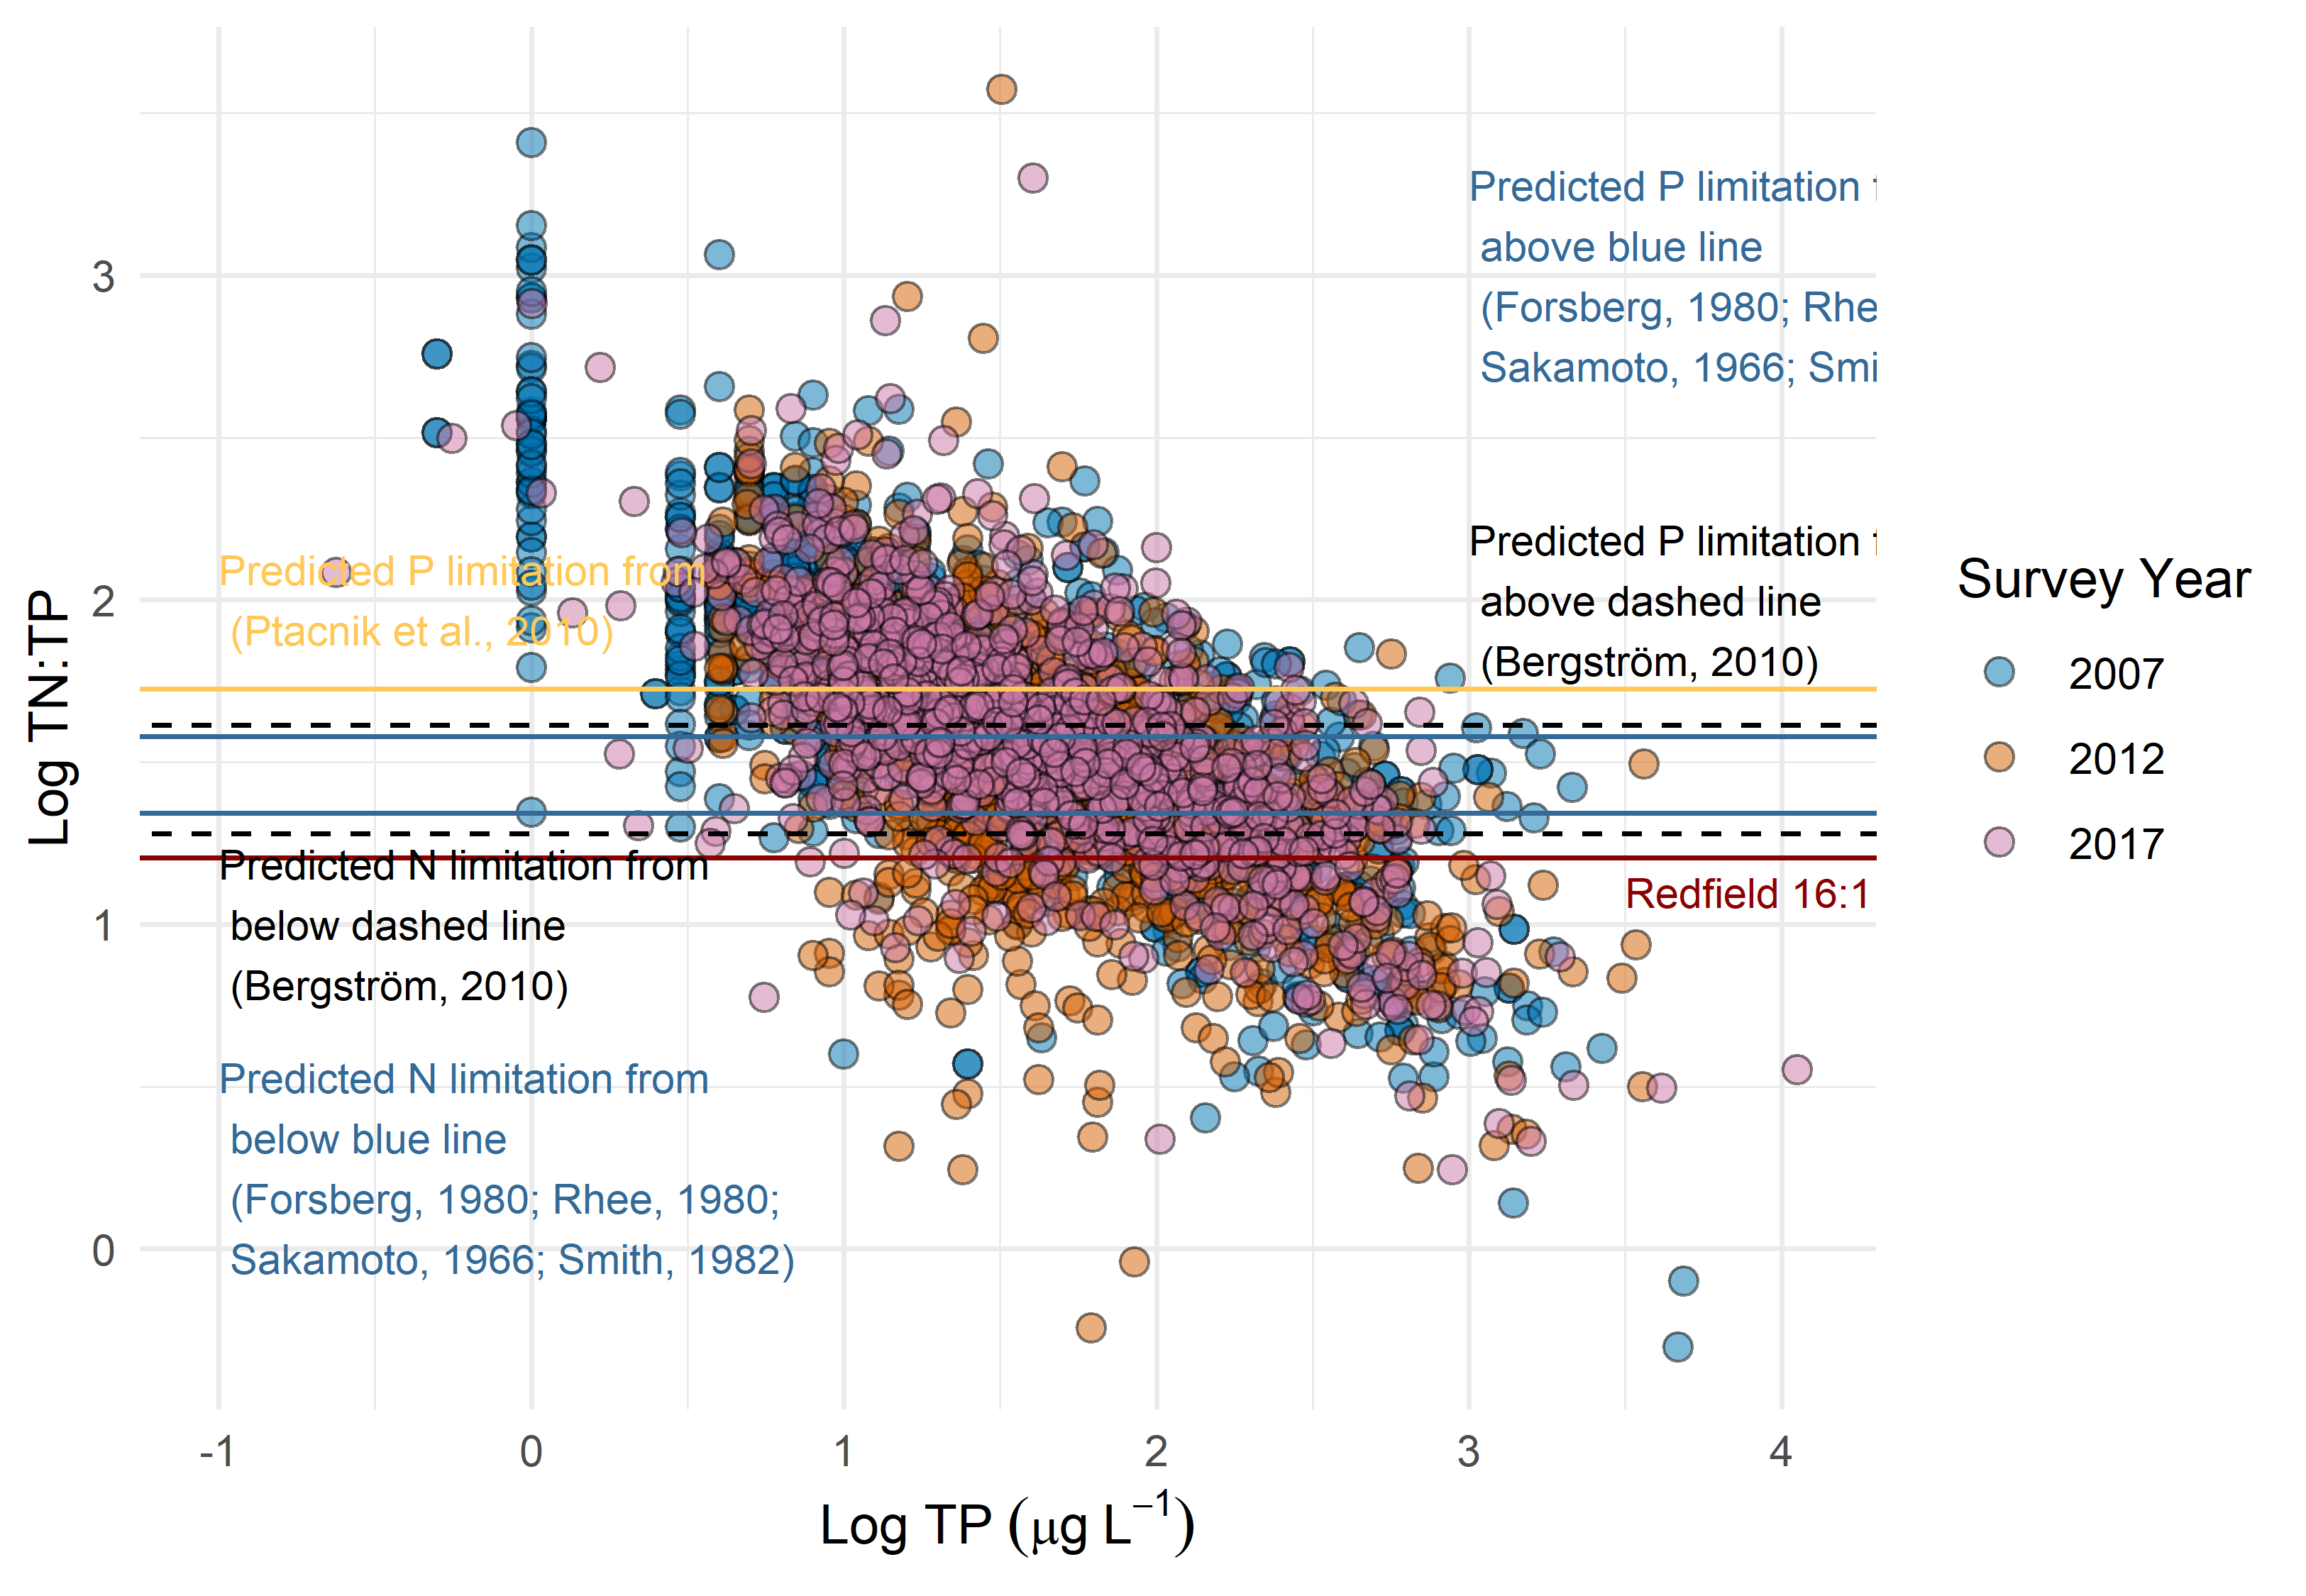 Predicted P limitation
above blue line
(Forsberg, 1980;
Sakamoto, 1966;
Predicted P limitation
above dashed line
(Bergström, 2010)
Predicted P limitation from
(Ptacnik et al., 2010)
Predicted N limitation from
below dashed line
(Bergström, 2010)
Redfield 16:1
Predicted N limitation from
below blue line
(Forsberg, 1980; Rhee, 1980;
Sakamoto, 1966; Smith, 1982)
Log TN:TP
3
2
1
0
-1 0 1 2 3 4
Log TP (μg L⁻¹)
Survey Year
2007
2012
2017